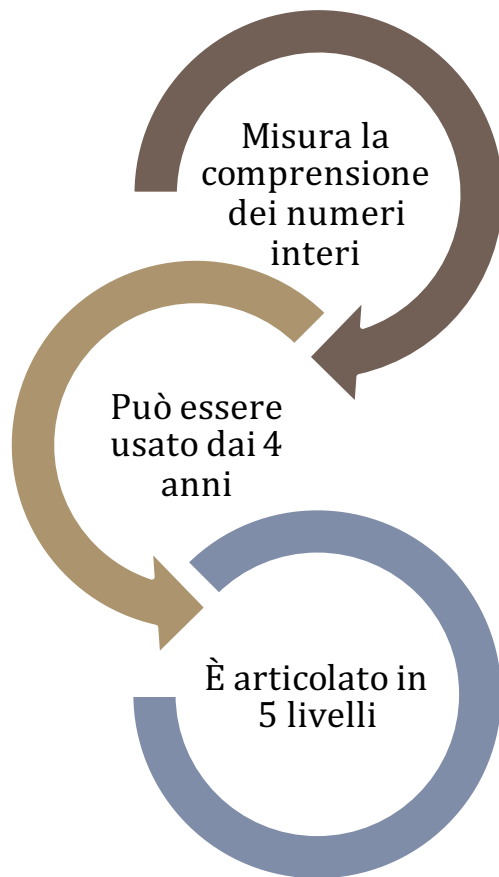 Misura la
comprensione
dei numeri
interi
Può essere
usato dai 4
anni
È articolato in
5 livelli